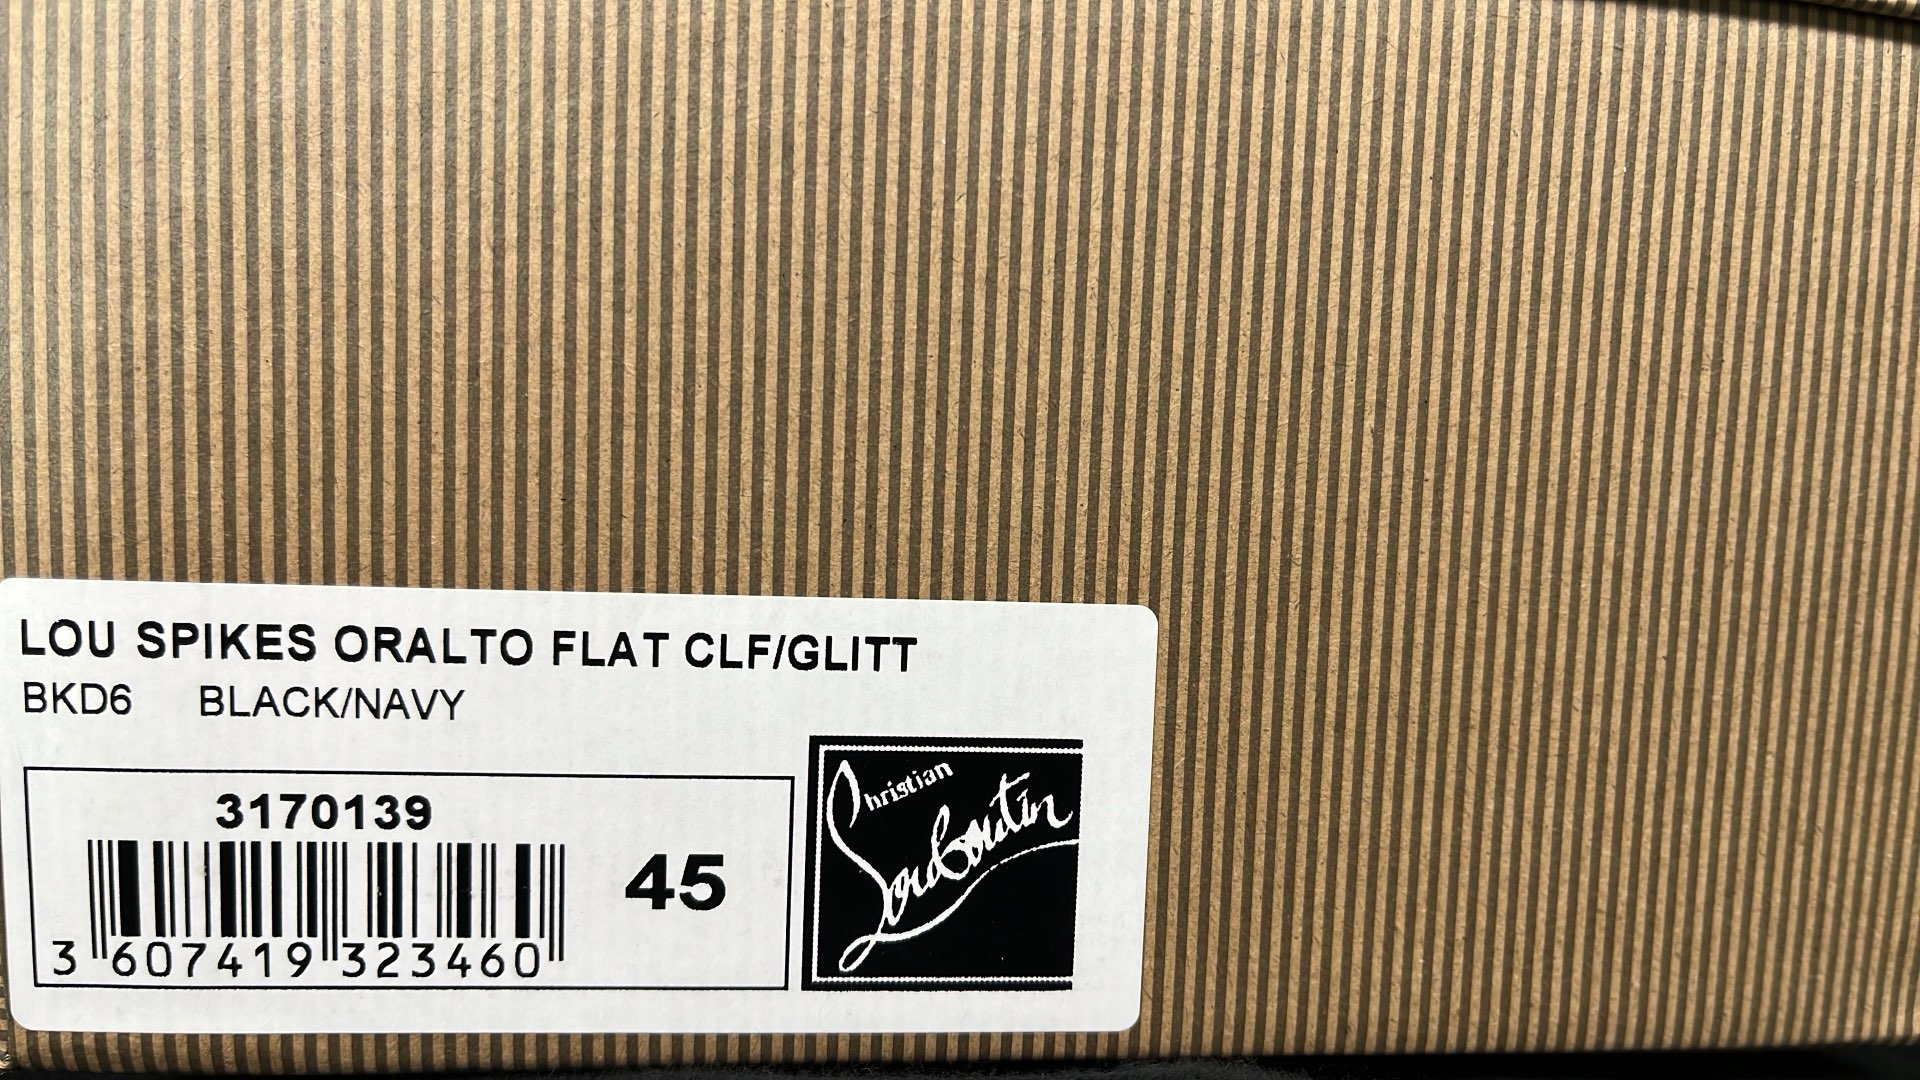 LOU SPIKES ORALTO FLAT CLF/GLITT
BKD6 BLACK/NAVY
3170139
45
3 607419 323460
Christian
Louboutin